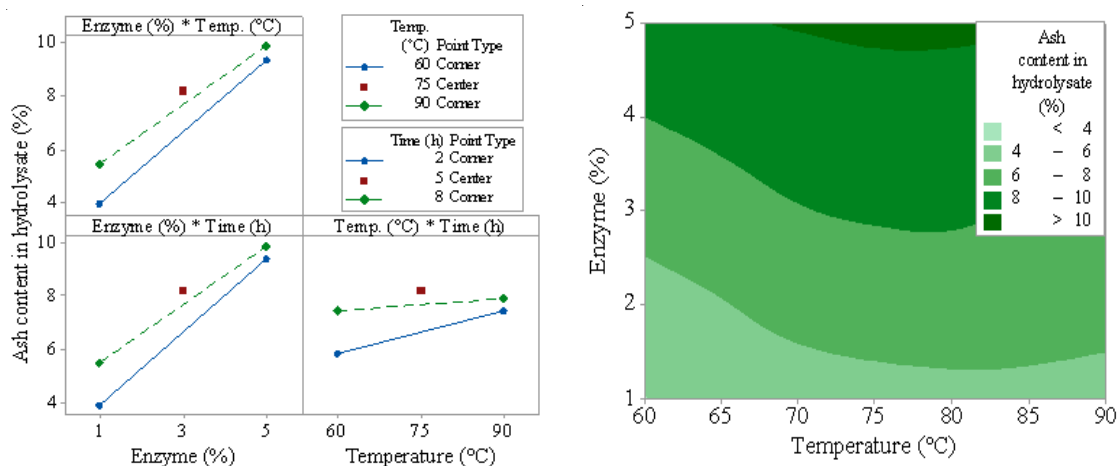 Enzyme (%) * Temp. (°C)
10
8
6
4
Temp.
(°C) Point Type
60 Corner
75 Center
90 Corner
Time (h) Point Type
2 Corner
5 Center
8 Corner
Enzyme (%) * Time (h)
Temp. (°C) * Time (h)
10
8
6
4
1
3
5
60
75
90
Enzyme (%)
Temperature (°C)
Ash content in hydrolysate (%)
5
4
3
2
1
60
65
70
75
80
85
90
Enzyme (%)
Temperature (°C)
Ash
content in
hydrolysate
(%)
< 4
4 – 6
6 – 8
8 – 10
> 10